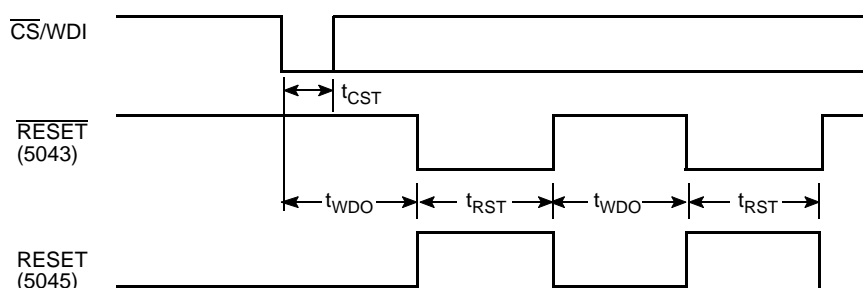 CS/WDI
tCST
RESET
(5043)
tWDO tRST tWDO tRST
RESET
(5045)